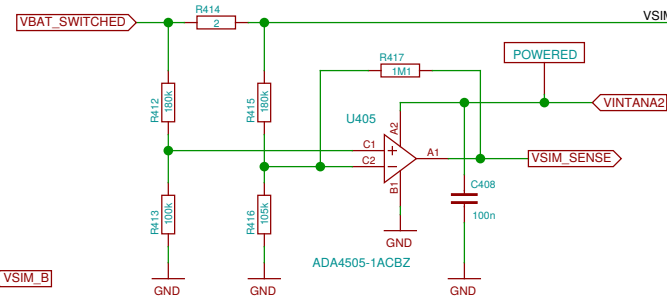 VSIM
VBAT_SWITCHED
R414
2
R417
1M1
POWERED
R412
180k
R415
180k
U405
A2
VINTANA2
C1
C2
A1
B1
VSIM_SENSE
R413
100k
R416
105k
C408
100n
GND
ADA4505-1ACBZ
VSIM_B
GND
GND
GND